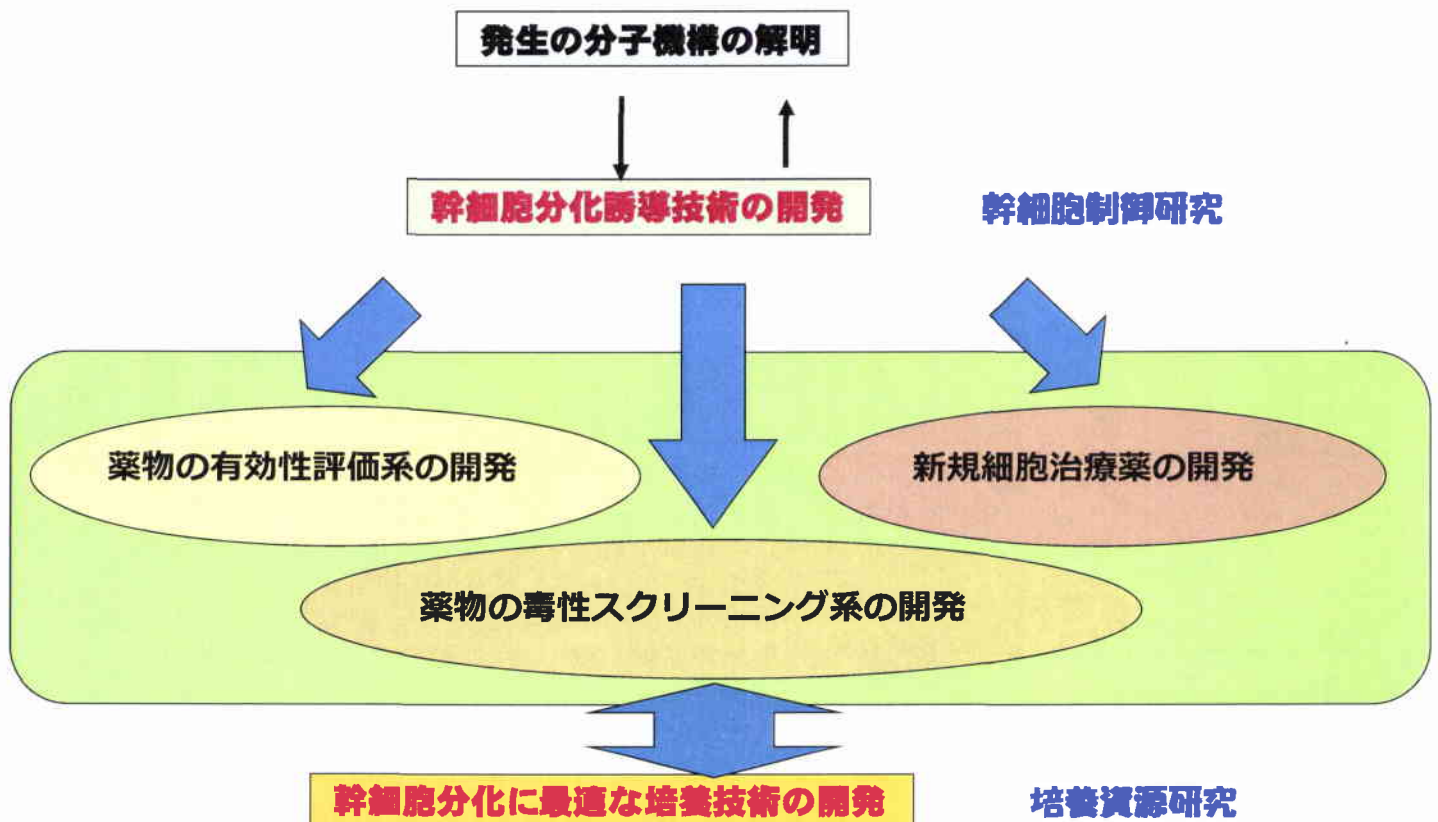 発生の分子機構の解明
幹細胞分化誘導技術の開発
幹細胞制御研究
薬物の有効性評価系の開発
新規細胞治療薬の開発
薬物の毒性スクリーニング系の開発
幹細胞分化に最適な培養技術の開発
培養資源研究